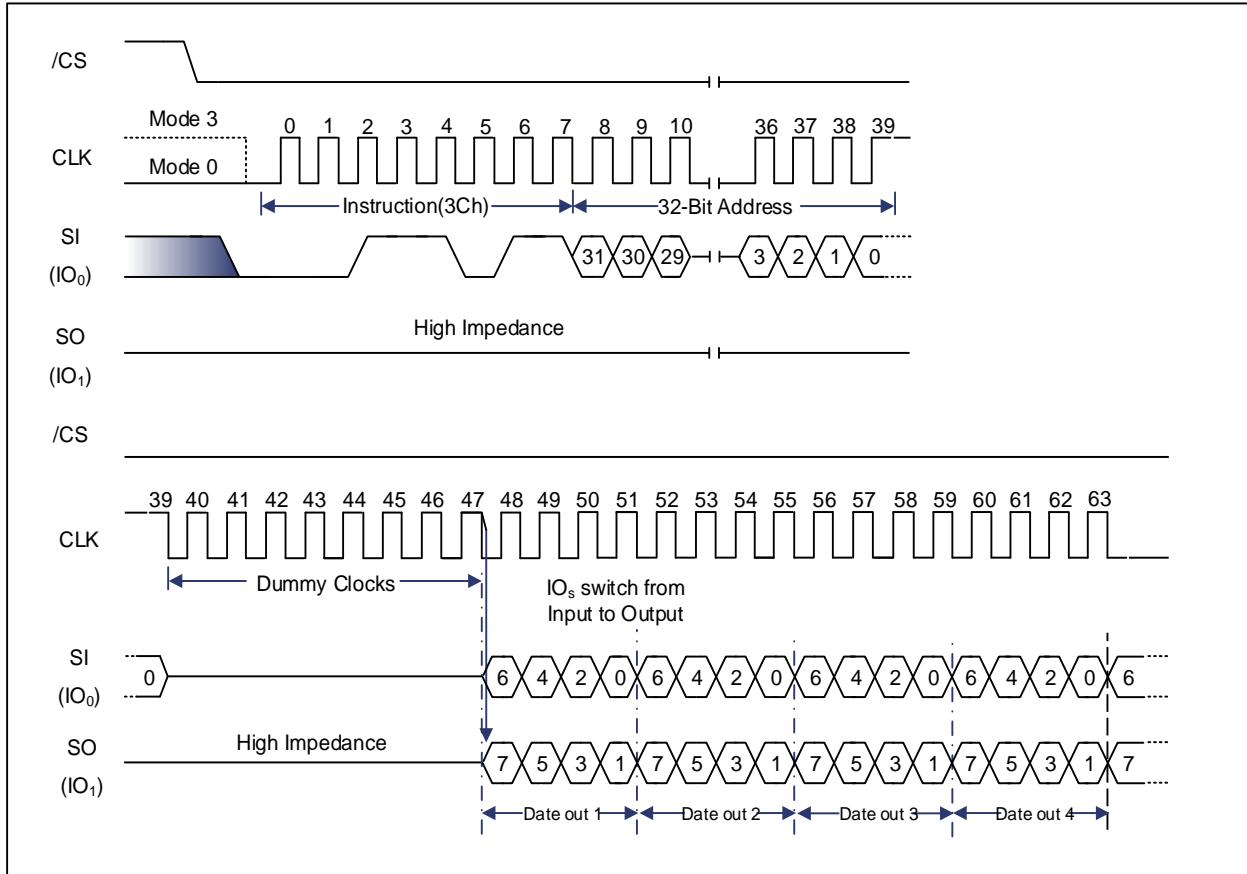 /CS
Mode 3
CLK
Mode 0
0 1 2 3 4 5 6 7 8 9 10 36 37 38 39
Instruction(3Ch)
32-Bit Address
SI
(IO0)
31 30 29 3 2 1 0
SO
(IO1)
High Impedance
/CS
39 40 41 42 43 44 45 46 47 48 49 50 51 52 53 54 55 56 57 58 59 60 61 62 63
CLK
Dummy Clocks
IOs switch from
Input to Output
SI
(IO0)
0 6 4 2 0 6 4 2 0 6 4 2 0 6 4 2 0 6
SO
(IO1)
High Impedance
7 5 3 1 7 5 3 1 7 5 3 1 7 5 3 1 7
Date out 1 Date out 2 Date out 3 Date out 4